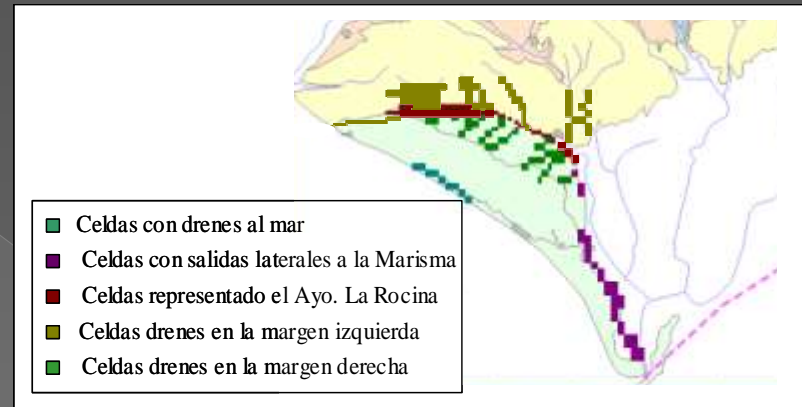 Celdas con drenes al mar
Celdas con salidas laterales a la Marisma
Celdas representado el Ayo. La Rocina
Celdas drenes en la margen izquierda
Celdas drenes en la margen derecha